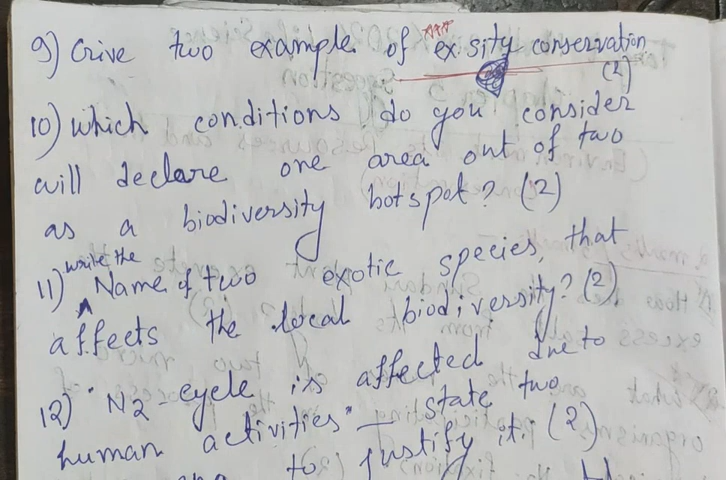 9) Give two example of exsity conservation (2)
10) which conditions do you consider
will declare one area out of two
as a biodiversity hotspot? (2)
11) write the Name of two exotic species, that
affects the local biodiversity? (2)
12) "N2-cycle is affected due to
human activities" — state two
to justify it. (2)